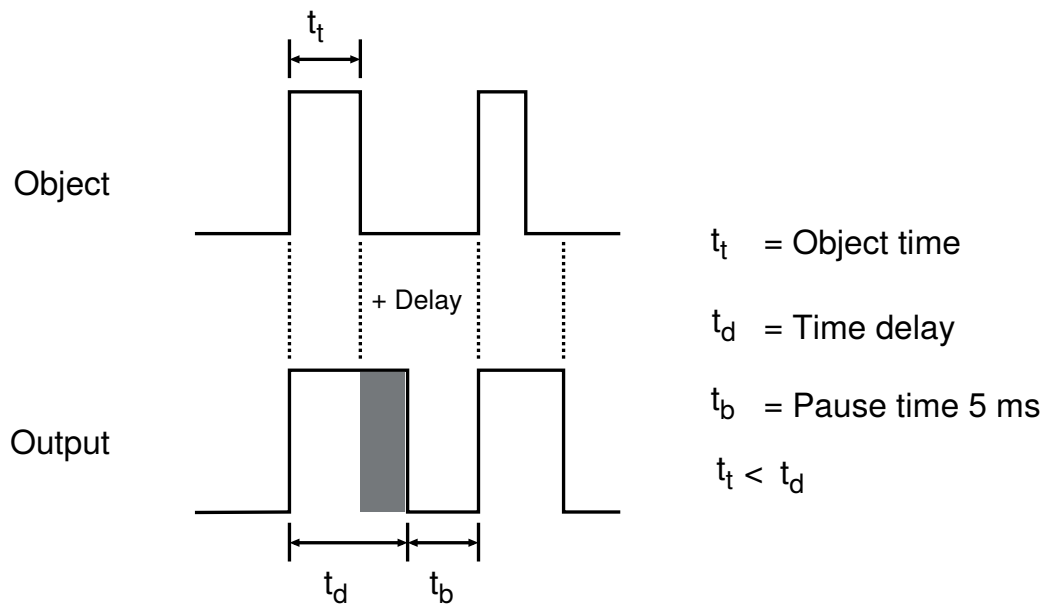 t_t
Object
+ Delay
t_t = Object time
t_d = Time delay
t_b = Pause time 5 ms
t_t < t_d
Output
t_d
t_b